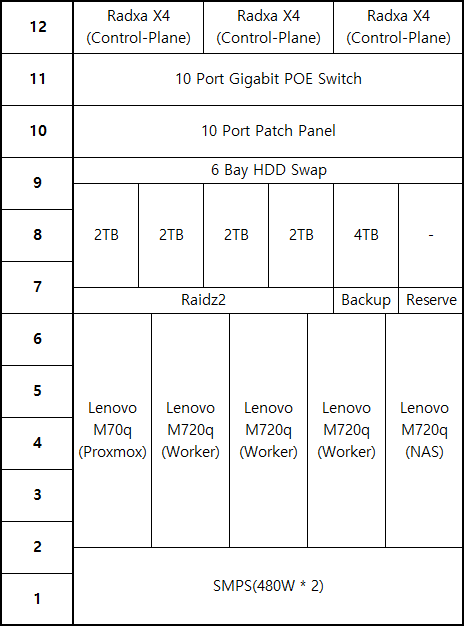 12
Radxa X4
(Control-Plane)
Radxa X4
(Control-Plane)
Radxa X4
(Control-Plane)
11
10 Port Gigabit POE Switch
10
10 Port Patch Panel
9
6 Bay HDD Swap
8
2TB
2TB
2TB
2TB
4TB
-
7
Raidz2
Backup
Reserve
6
5
4
3
2
Lenovo
M70q
(Proxmox)
Lenovo
M720q
(Worker)
Lenovo
M720q
(Worker)
Lenovo
M720q
(Worker)
Lenovo
M720q
(NAS)
1
SMPS(480W * 2)